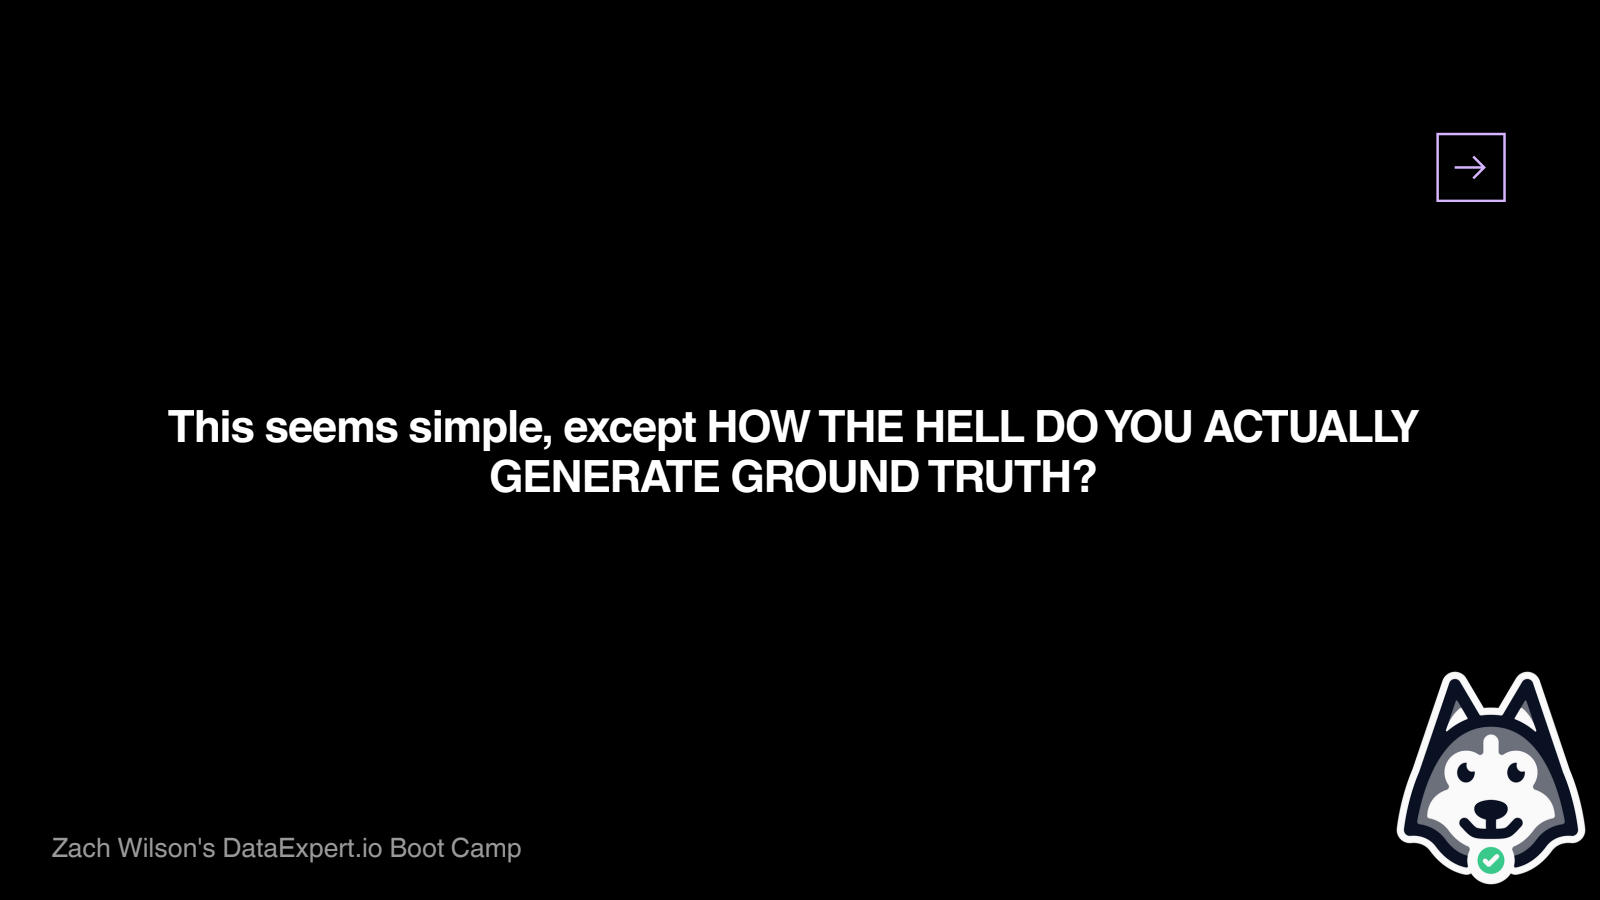 This seems simple, except HOW THE HELL DO YOU ACTUALLY
GENERATE GROUND TRUTH?
Zach Wilson's DataExpert.io Boot Camp